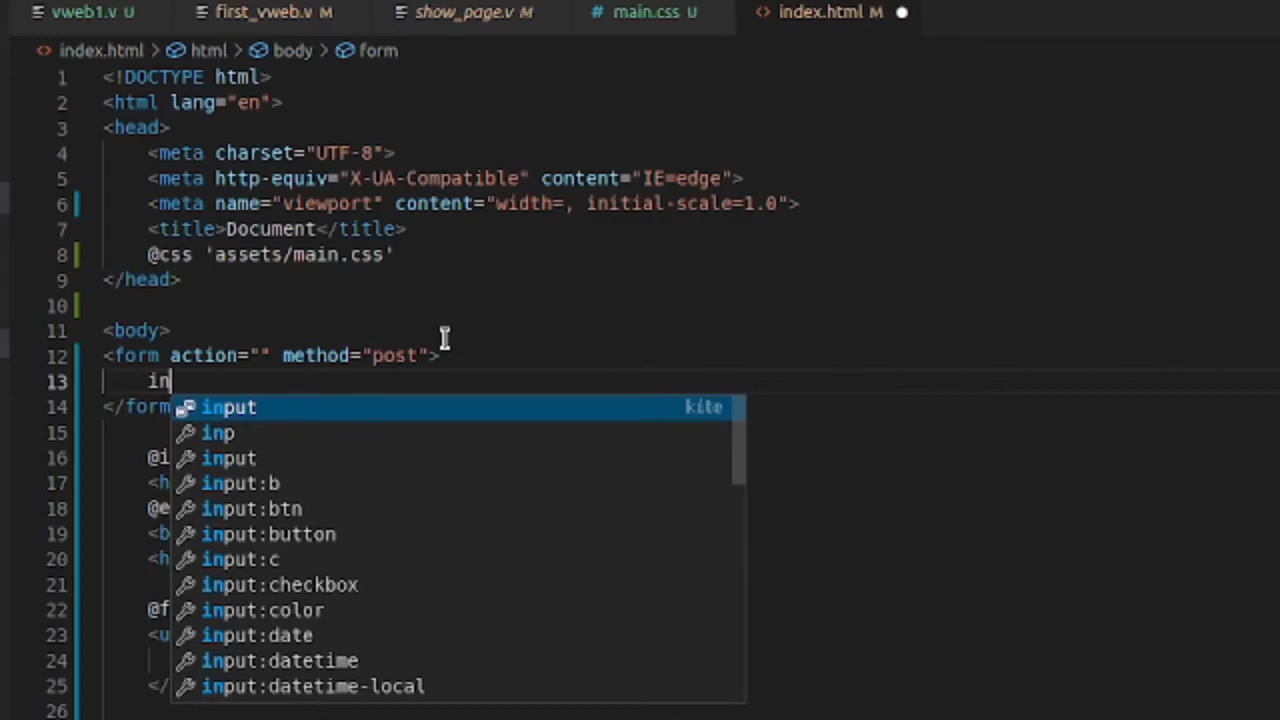 vweb1.v U first_vweb.v M show_page.v M # main.css U <> index.html M
<> index.html > html > body > form
1 <!DOCTYPE html>
2 <html lang="en">
3 <head>
4 <meta charset="UTF-8">
5 <meta http-equiv="X-UA-Compatible" content="IE=edge">
6 <meta name="viewport" content="width=, initial-scale=1.0">
7 <title>Document</title>
8 @css 'assets/main.css'
9 </head>
10
11 <body>
12 <form action="" method="post">
13 in
14 </form input kite
15 inp
16 @i input
17 <h input:b
18 @e input:btn
19 <b input:button
20 <h input:c
21 input:checkbox
22 @f input:color
23 <u input:date
24 input:datetime
25 </ input:datetime-local
26